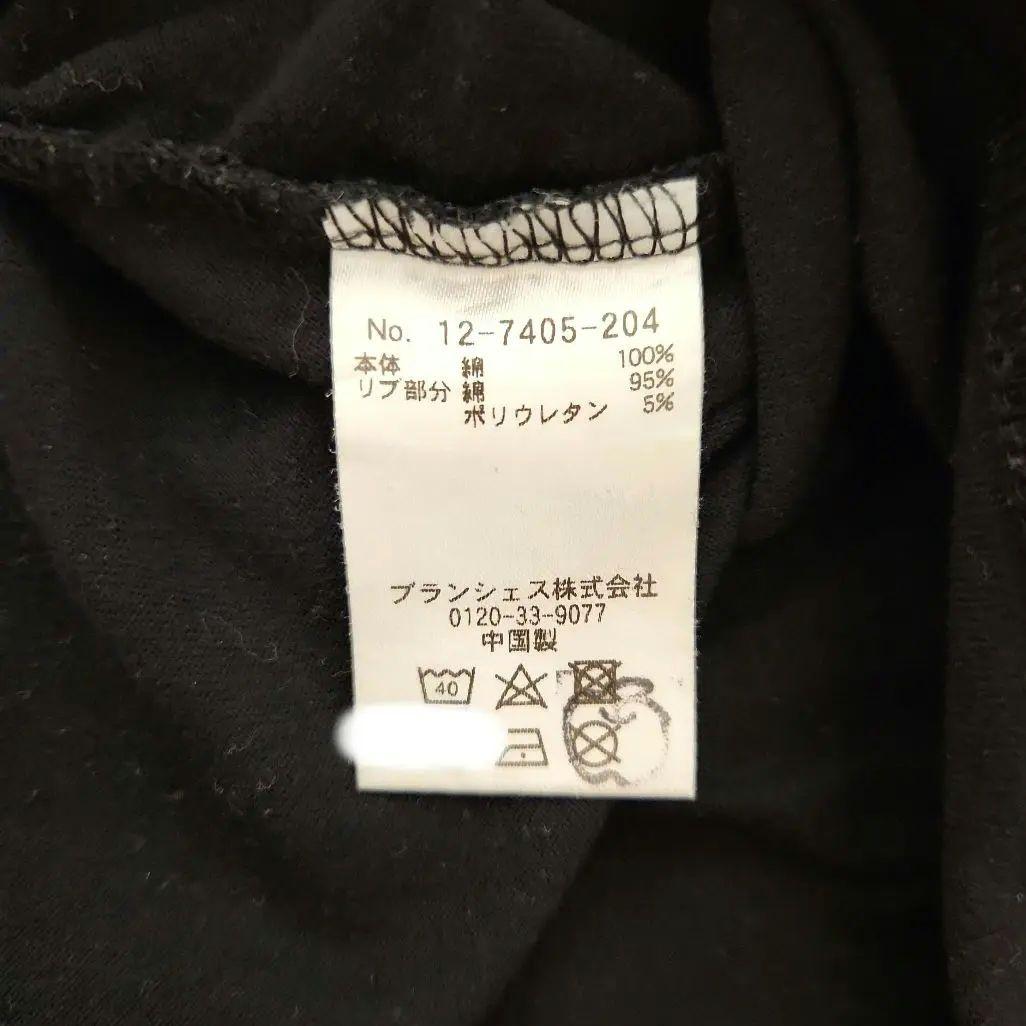 No. 12-7405-204
本体 綿 100%
リブ部分 綿 95%
ポリウレタン 5%
ブランシェス株式会社
0120-33-9077
中国製
40